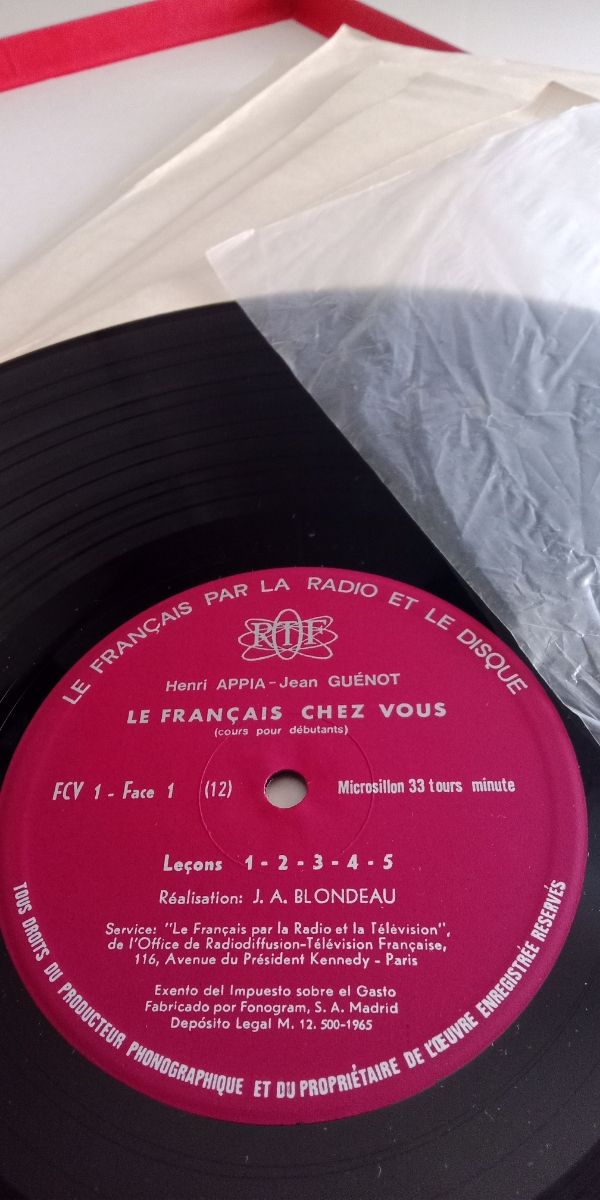 LE FRANÇAIS PAR LA RADIO ET LE DISQUE
RTF
Henri APPIA-Jean GUÉNOT
LE FRANÇAIS CHEZ VOUS
(cours pour débutants)
FCV 1 - Face 1 (12) Microsillon 33 tours minute
Leçons 1 - 2 - 3 - 4 - 5
Réalisation: J. A. BLONDEAU
Service: "Le Français par la Radio et la Télévision",
de l'Office de Radiodiffusion-Télévision Française,
116, Avenue du Président Kennedy - Paris
Exento del Impuesto sobre el Gasto
Fabricado por Fonogram, S. A. Madrid
Depósito Legal M. 12. 500-1965
TOUS DROITS DU PRODUCTEUR PHONOGRAPHIQUE ET DU PROPRIÉTAIRE DE L'ŒUVRE ENREGISTRÉE RÉSERVÉS